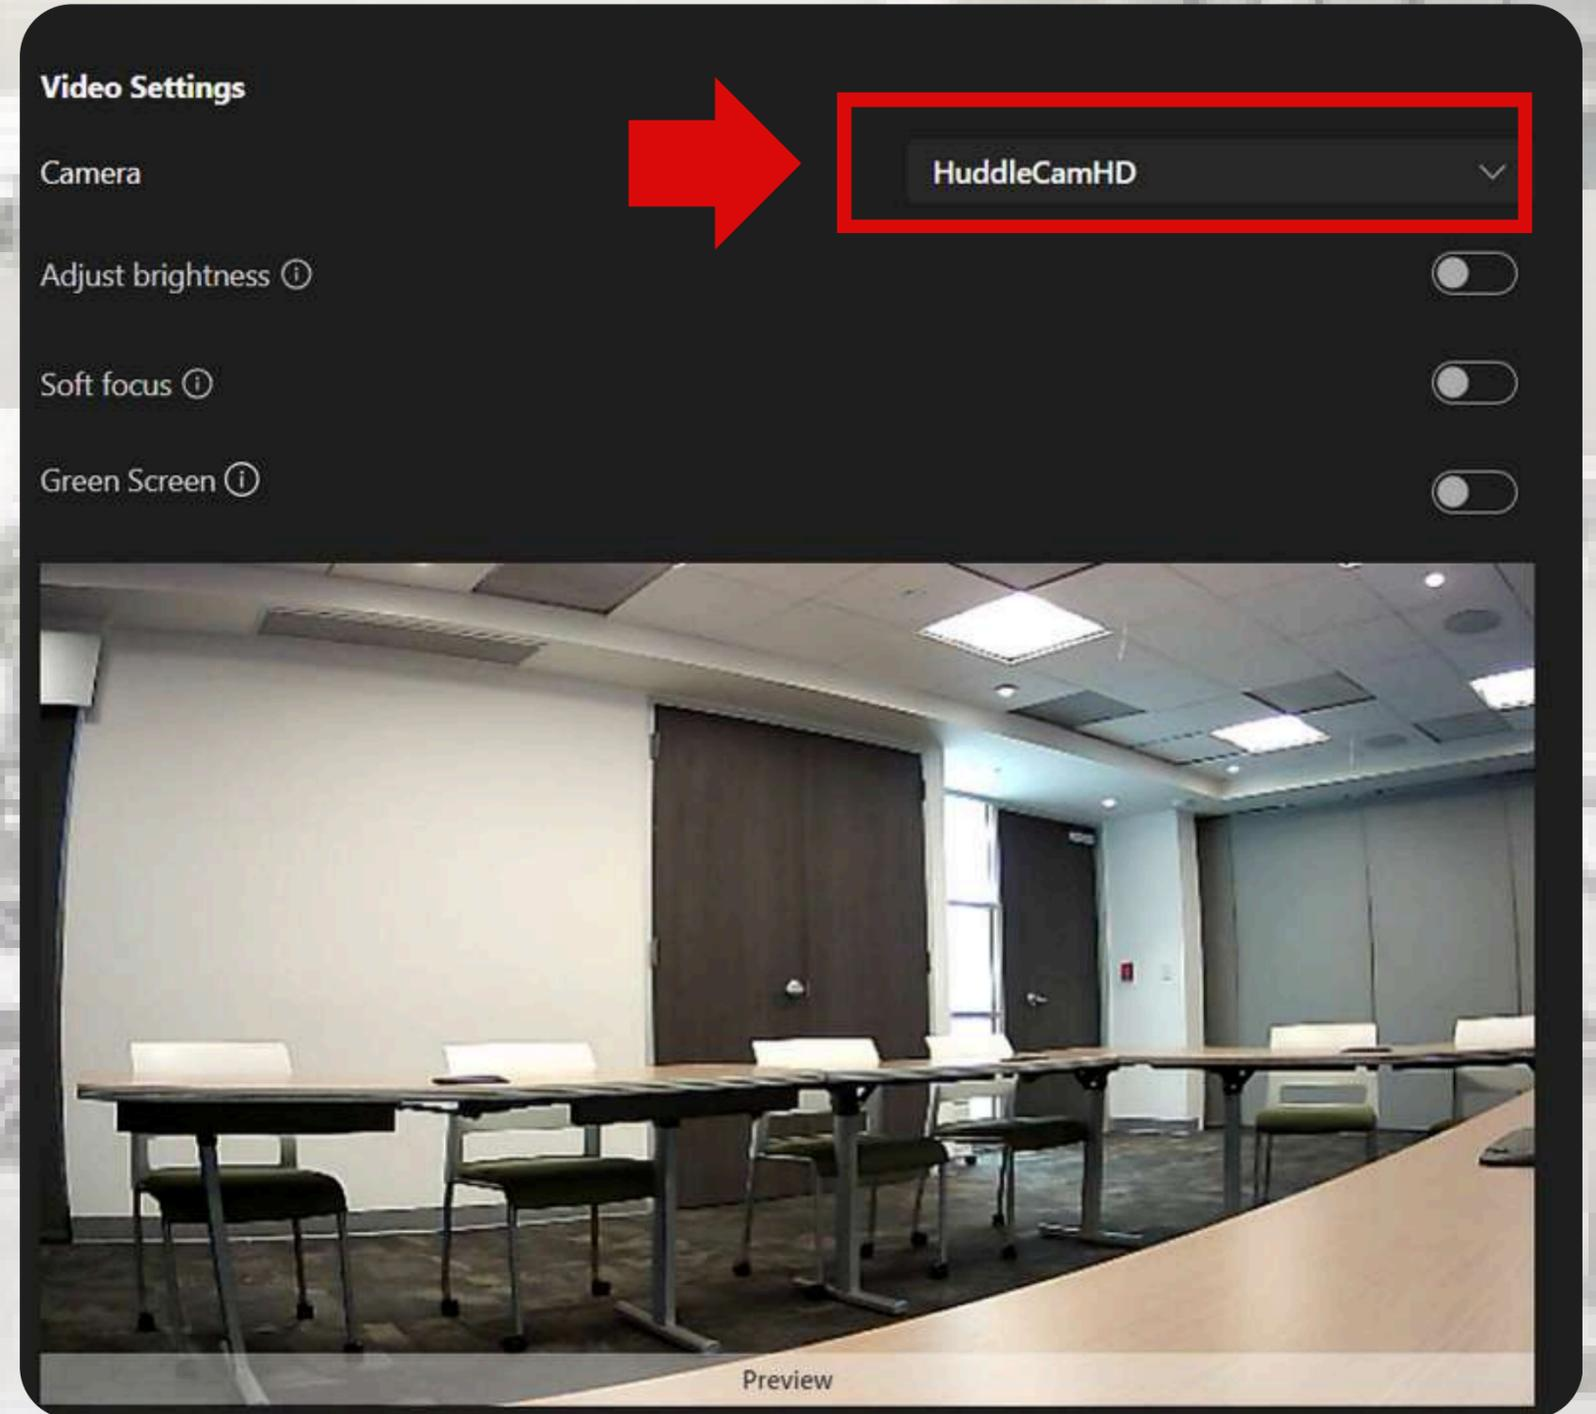 Video Settings
Camera
HuddleCamHD
Adjust brightness
Soft focus
Green Screen
Preview